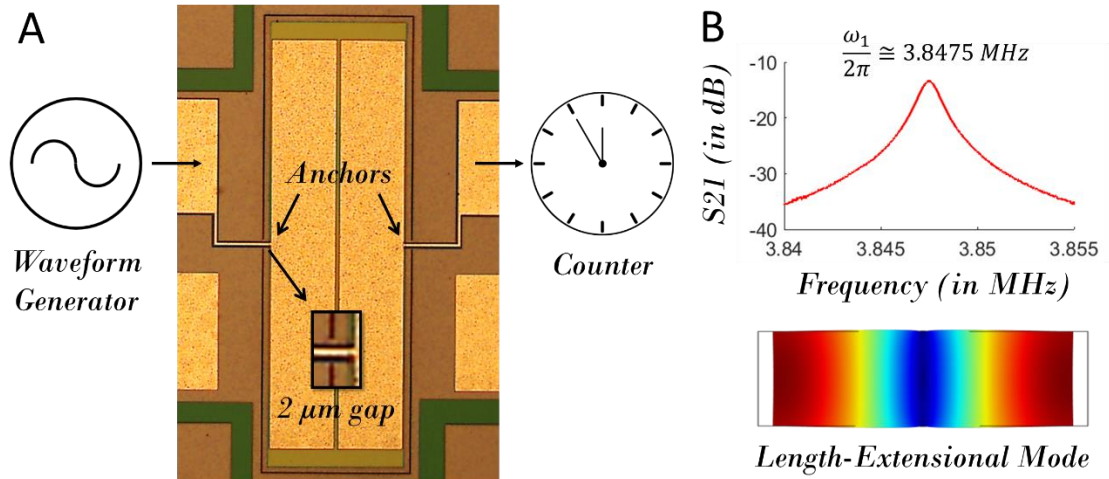 A
Waveform
Generator
Anchors
2 μm gap
Counter
B
ω₁/2π ≅ 3.8475 MHz
S21 (in dB)
-10
-20
-30
-40
3.84
3.845
3.85
3.855
Frequency (in MHz)
Length-Extensional Mode